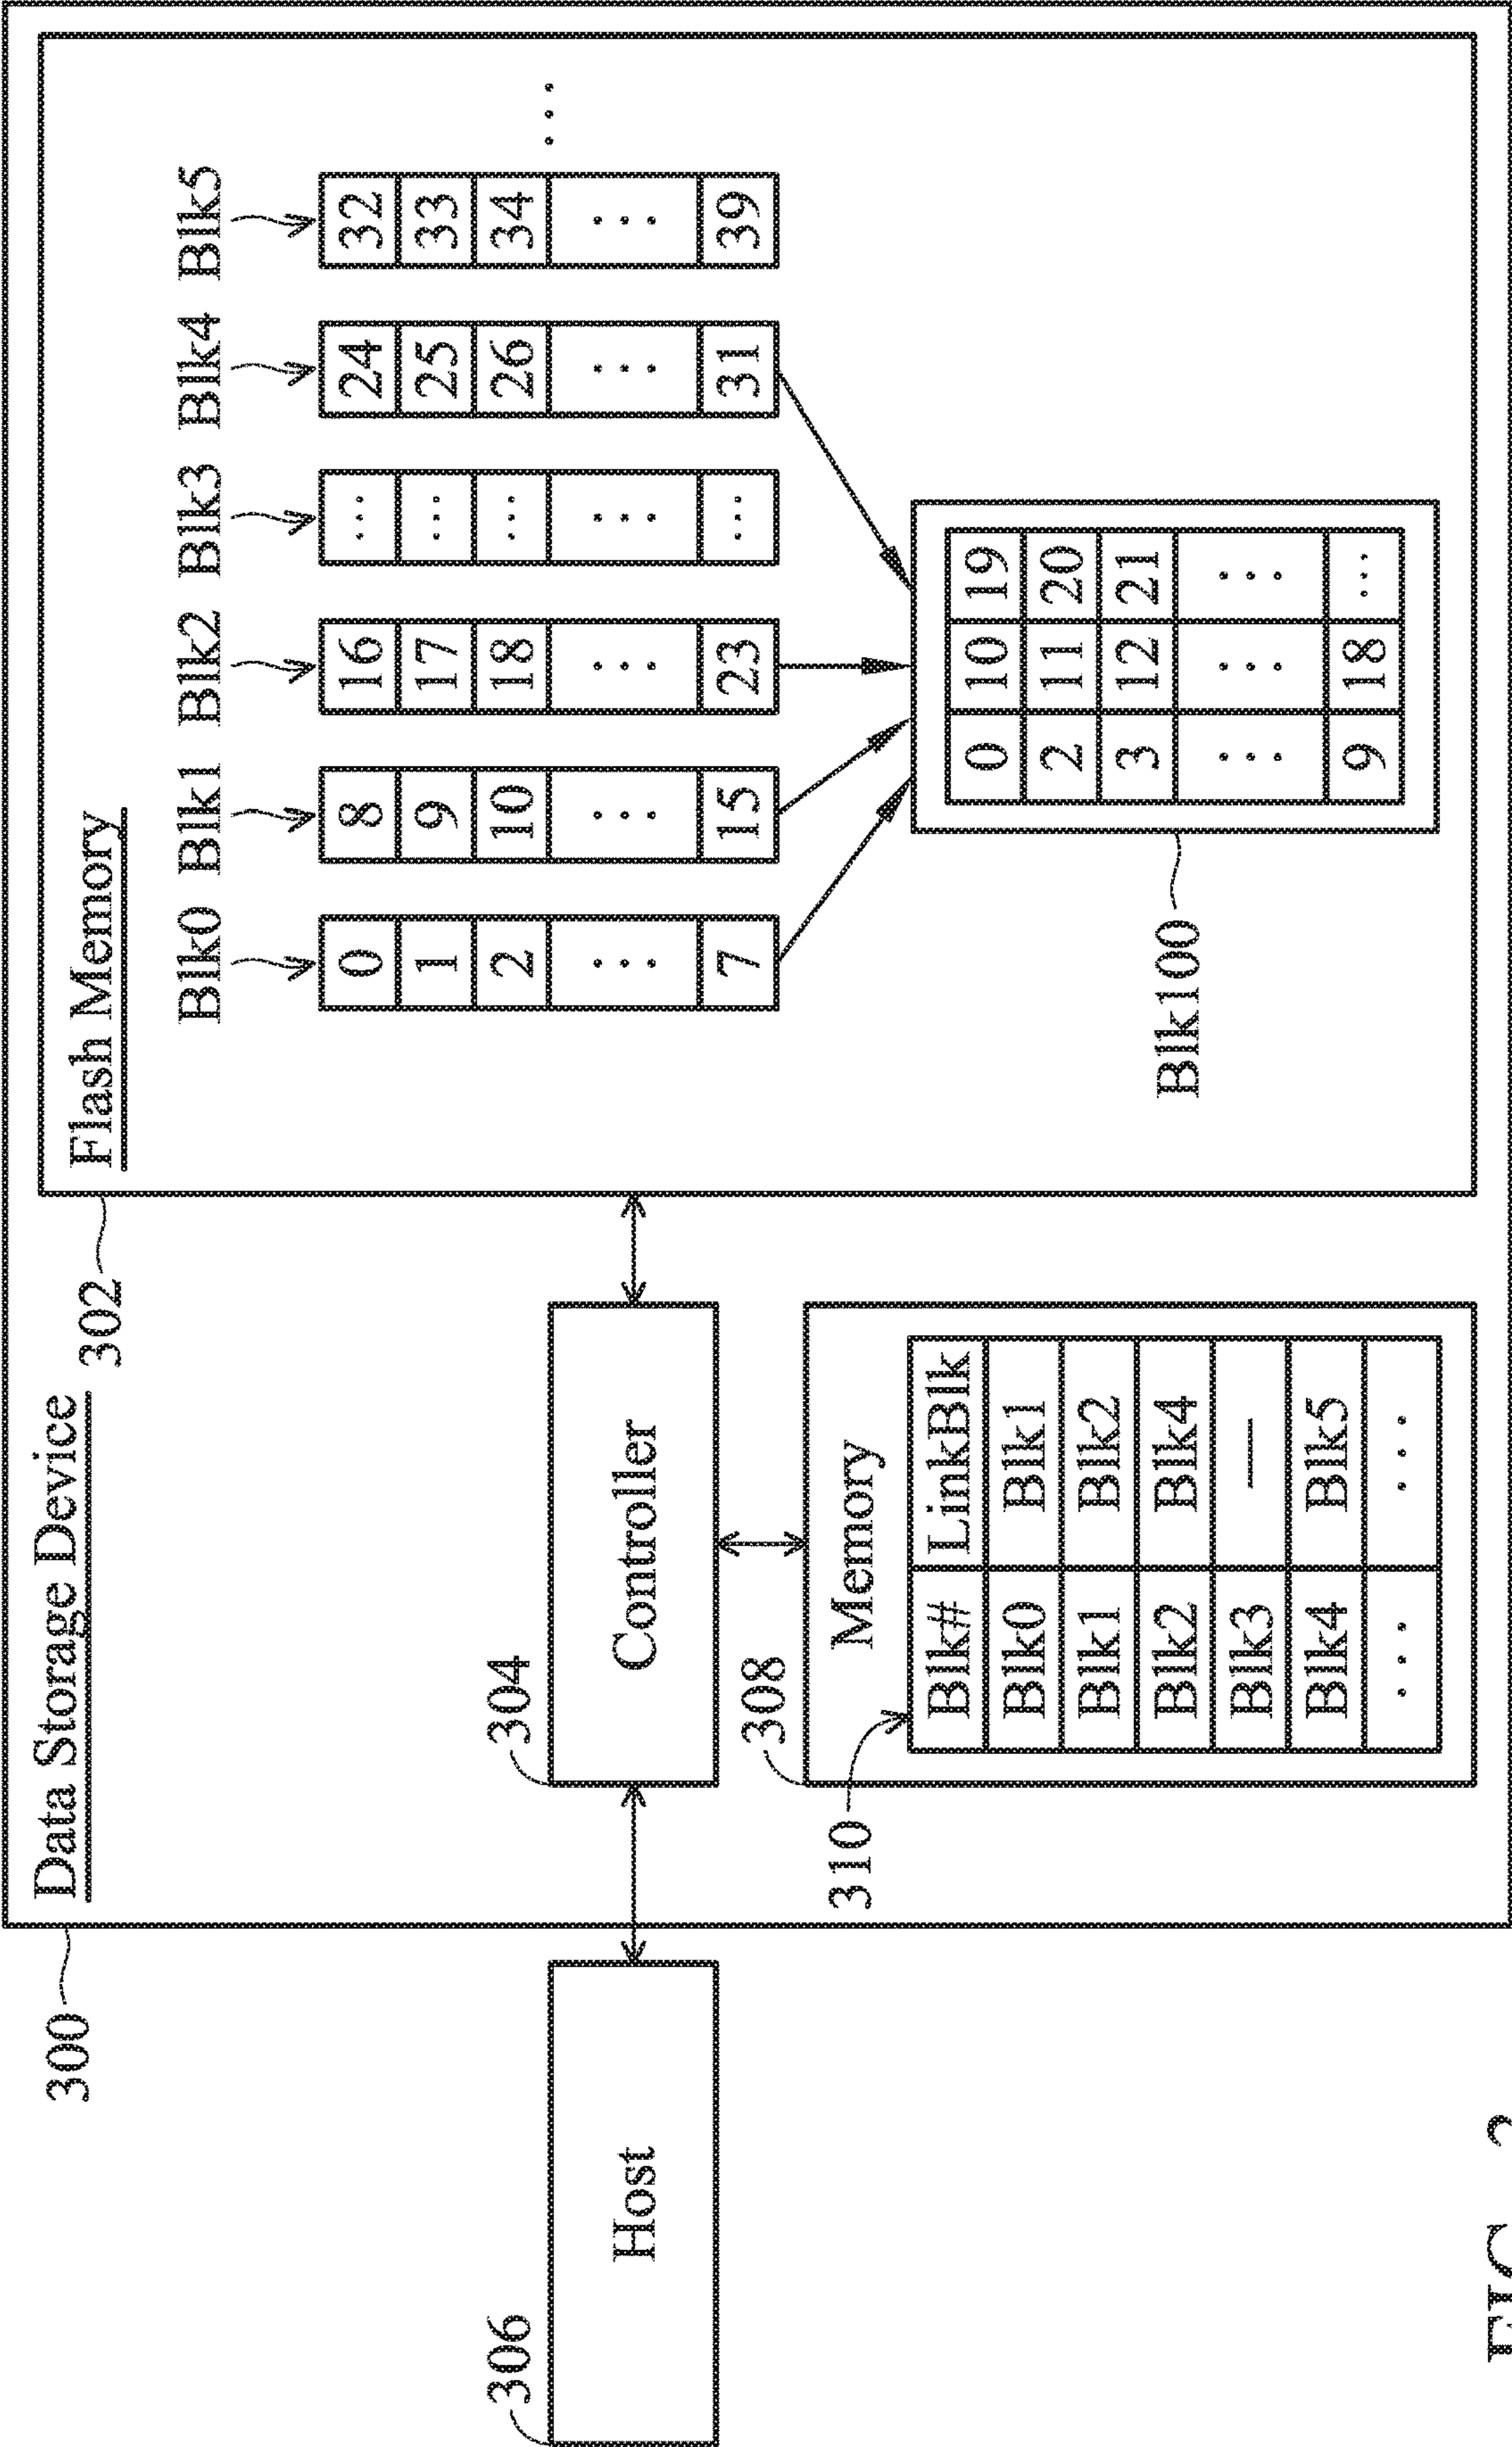 300
Data Storage Device
302
Flash Memory
Blk0 Blk1 Blk2 Blk3 Blk4 Blk5
0 8 16 ... 24 32
1 9 17 ... 25 33
2 10 18 ... 26 34
... ... ... ... ... ... ...
7 15 23 ... 31 39
Blk100
0 10 19
2 11 20
3 12 21
... ... ...
9 18 ...
306
Host
304
Controller
308
Memory
310
Blk# LinkBlk
Blk0 Blk1
Blk1 Blk2
Blk2 Blk4
Blk3 —
Blk4 Blk5
... ...